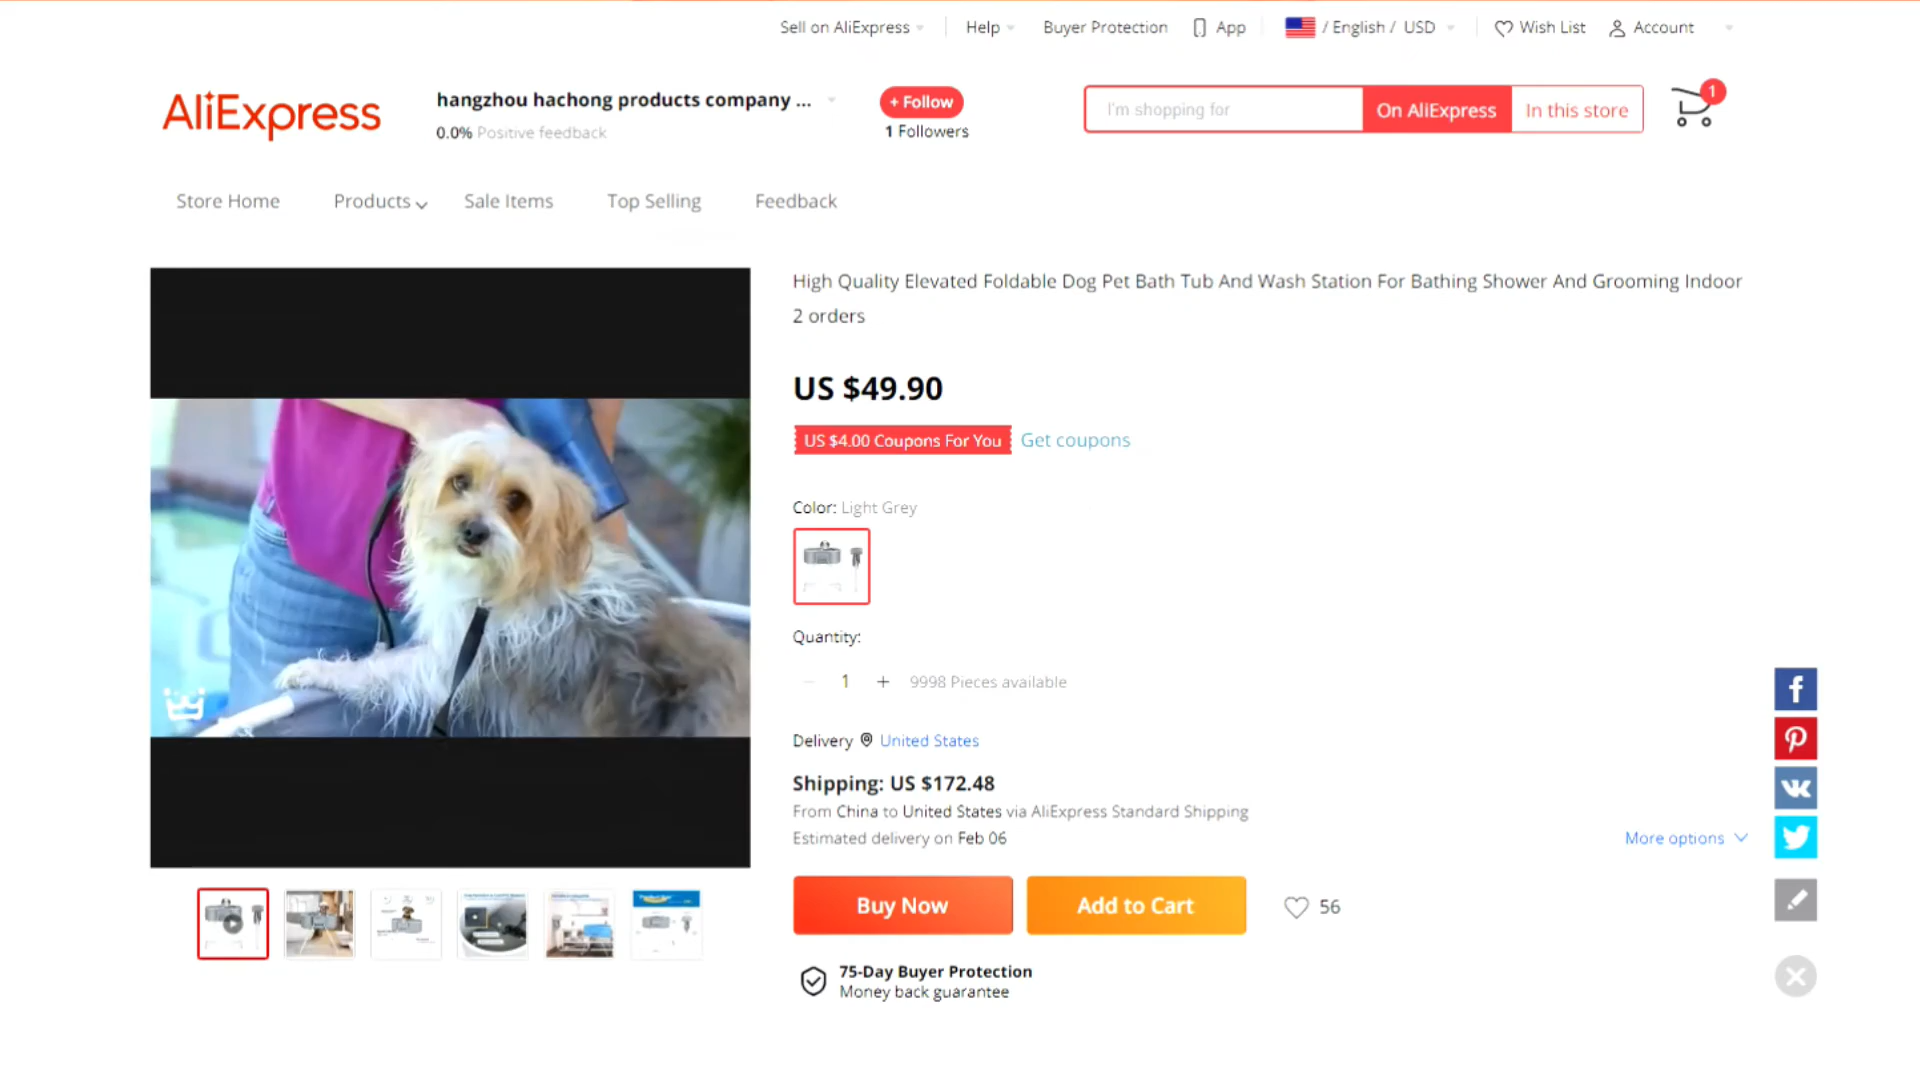 Sell on AliExpress
Help
Buyer Protection
App
/ English / USD
Wish List
Account
AliExpress
hangzhou hachong products company ...
0.0% Positive feedback
+ Follow
1 Followers
I'm shopping for
On AliExpress
In this store
1
Store Home
Products
Sale Items
Top Selling
Feedback
High Quality Elevated Foldable Dog Pet Bath Tub And Wash Station For Bathing Shower And Grooming Indoor
2 orders
US $49.90
US $4.00 Coupons For You
Get coupons
Color: Light Grey
Quantity:
1
9998 Pieces available
Delivery United States
Shipping: US $172.48
From China to United States via AliExpress Standard Shipping
Estimated delivery on Feb 06
More options
Buy Now
Add to Cart
56
75-Day Buyer Protection
Money back guarantee